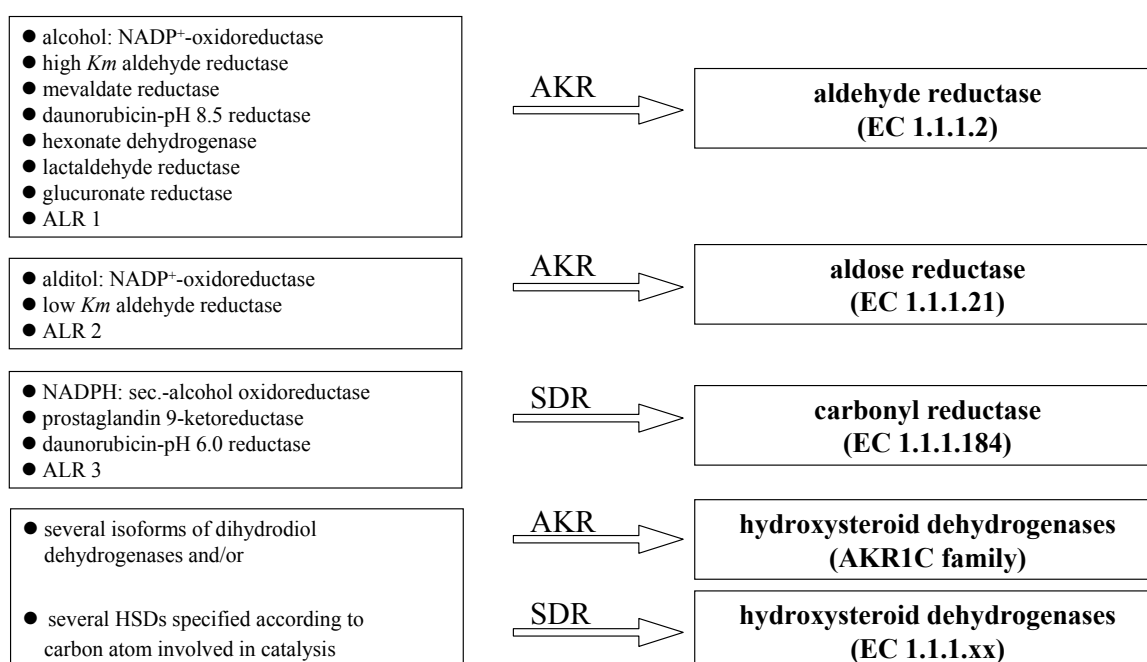 ● alcohol: NADP⁺-oxidoreductase
● high Km aldehyde reductase
● mevaldate reductase
● daunorubicin-pH 8.5 reductase
● hexonate dehydrogenase
● lactaldehyde reductase
● glucuronate reductase
● ALR 1
AKR
aldehyde reductase
(EC 1.1.1.2)
● alditol: NADP⁺-oxidoreductase
● low Km aldehyde reductase
● ALR 2
AKR
aldose reductase
(EC 1.1.1.21)
● NADPH: sec.-alcohol oxidoreductase
● prostaglandin 9-ketoreductase
● daunorubicin-pH 6.0 reductase
● ALR 3
SDR
carbonyl reductase
(EC 1.1.1.184)
● several isoforms of dihydrodiol
dehydrogenases and/or
AKR
hydroxysteroid dehydrogenases
(AKR1C family)
● several HSDs specified according to
carbon atom involved in catalysis
SDR
hydroxysteroid dehydrogenases
(EC 1.1.1.xx)